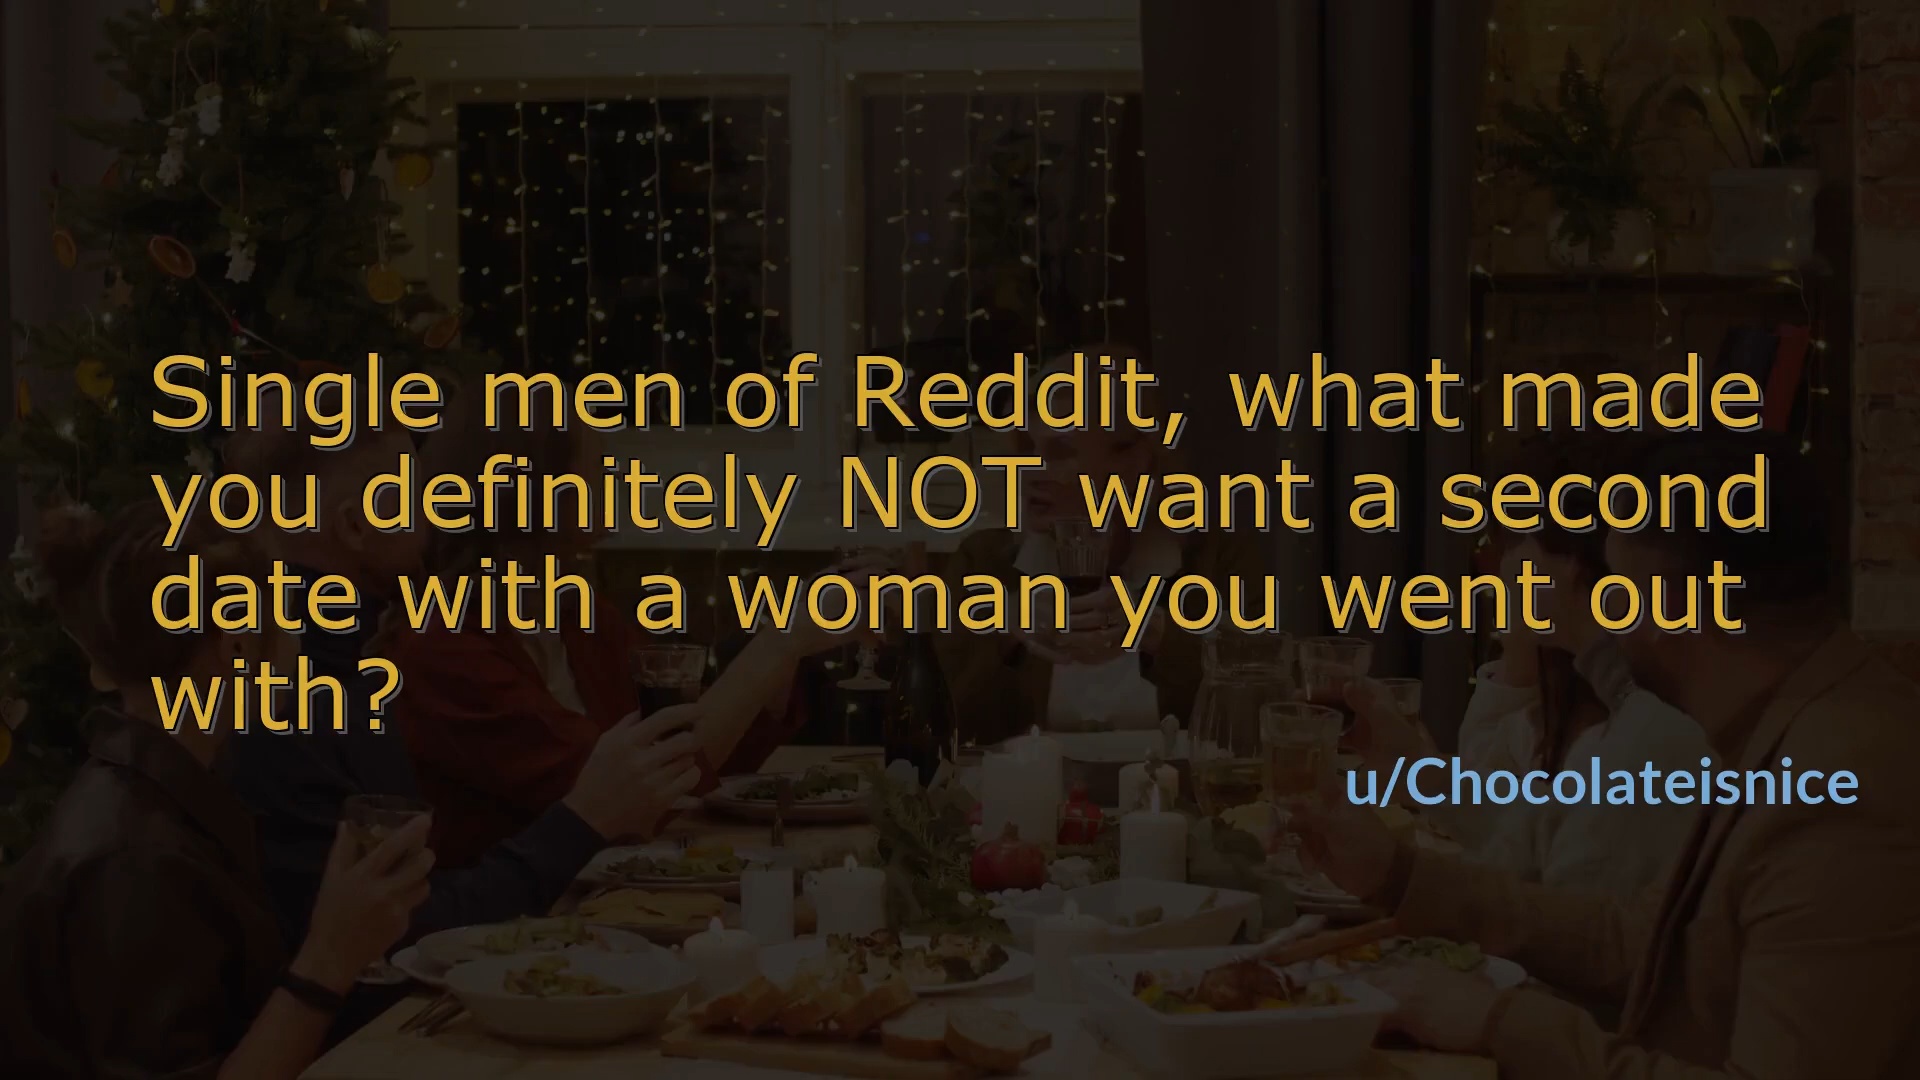 Single men of Reddit, what made
you definitely NOT want a second
date with a woman you went out
with?
u/Chocolateisnice